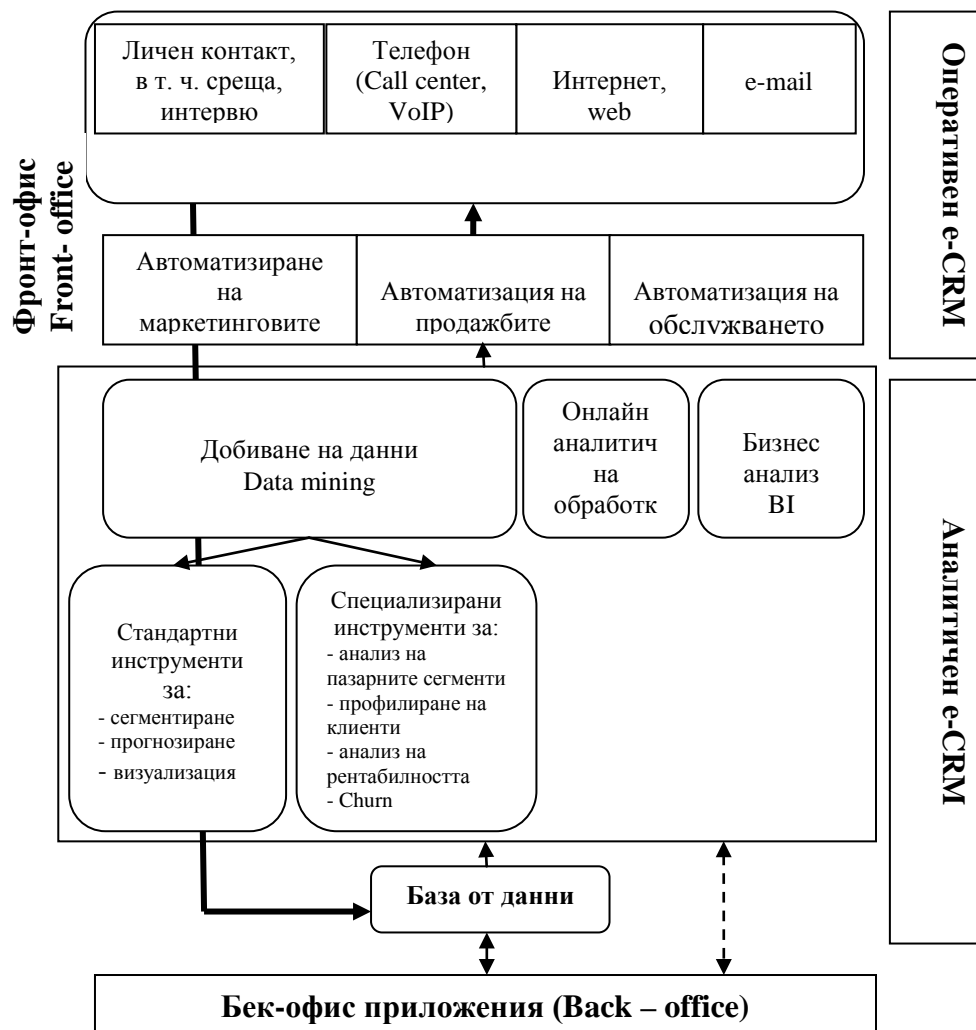 Личен контакт,
в т. ч. среща,
интервю
Телефон
(Call center,
VoIP)
Интернет,
web
e-mail
Оперативен e-CRM
Фронт-офис
Front- office
Автоматизиране
на
маркетинговите
Автоматизация на
продажбите
Автоматизация на
обслужването
Добиване на данни
Data mining
Онлайн
аналитич
на
обработк
Бизнес
анализ
BI
Аналитичен e-CRM
Стандартни
инструменти
за:
- сегментиране
- прогнозиране
- визуализация
Специализирани
инструменти за:
- анализ на
пазарните сегменти
- профилиране на
клиенти
- анализ на
рентабилността
- Churn
База от данни
Бек-офис приложения (Back – office)